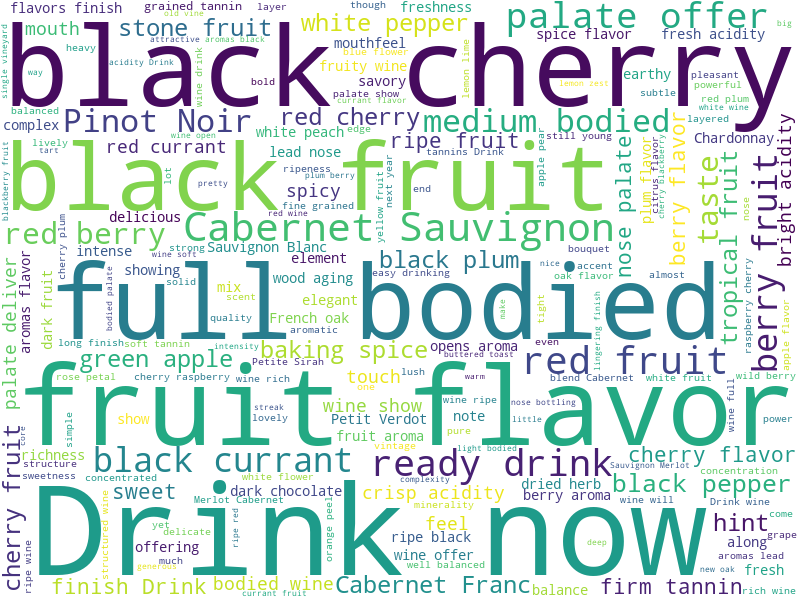 flavors finish
grained tannin
old vine
layer
though
freshness
palate offer
big
mouth
stone fruit
white pepper
spice flavor
fresh acidity
heavy
attractive
aromas black
blue flower
mouthfeel
single vineyard
way
acidity Drink
wine drink
bold
fruity wine
savory
lemon lime
lemon zest
earthy
pleasant
powerful
black cherry
balanced
palate show
currant flavor
subtle
red plum
white wine
complex
Pinot Noir
red cherry
medium bodied
layered
lively
tart
wine open
white peach
edge
ripe fruit
still young
Chardonnay
red currant
lead nose
tannins Drink
apple pear
blackberry fruit
black fruit
lot
pretty
spicy
ripeness
plum berry
fine grained
yellow fruit
next year
end
nose palate
plum flavor
berry flavor
citrus flavor
cherry blackberry
taste
tropical fruit
nose
berry fruit
bright acidity
delicious
red wine
red berry
Cabernet Sauvignon
cherry plum
intense
strong
Sauvignon Blanc
wine soft
element
black plum
bouquet
nice
accent
aromas flavor
dark fruit
bodied palate
showing
solid
mix
scent
wood aging
easy drinking
oak flavor
almost
full bodied
quality
elegant
French oak
aromatic
make
tight
lingering finish
raspberry cherry
apple flavor
palate deliver
long finish
soft tannin
intensity
baking spice
opens aroma
buttered toast
even
green apple
Petite Sirah
red fruit
rose petal
cherry raspberry
wine rich
touch
one
lush
warm
blend Cabernet
white fruit
wild berry
fruit flavor
simple
show
streak
lovely
wine show
Petit Verdot
wine ripe
note
nose bottling
little
wine full
power
fruit aroma
pure
vintage
light bodied
cherry fruit
core
richness
structure
sweetness
black currant
white flower
ready drink
Sauvignon Merlot
cherry flavor
concentration
concentrated
complexity
sweet
Merlot Cabernet
dark chocolate
crisp acidity
minerality
dried herb
berry aroma
black pepper
wine will
Drink wine
ripe wine
Drink now
structured wine
yet
delicate
offering
much
ripe red
orange peel
feel
ripe black
wine offer
well balanced
deep
hint
come
along
grape
aromas lead
new oak
fresh
finish Drink
generous
bodied wine
currant fruit
Cabernet Franc
balance
firm tannin
rich wine